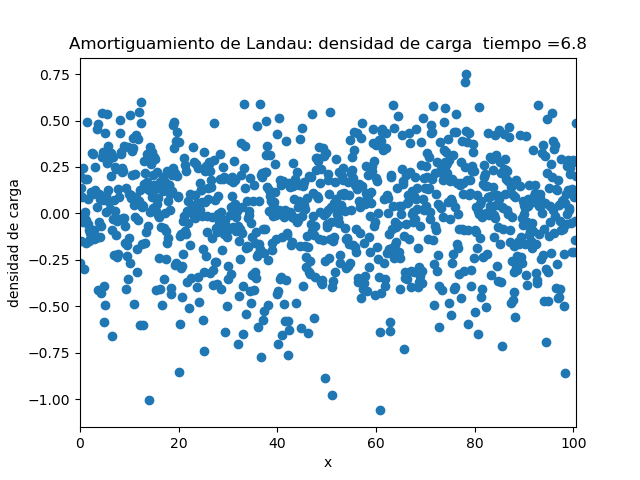 Amortiguamiento de Landau: densidad de carga  tiempo =6.8
densidad de carga
0.75
0.50
0.25
0.00
−0.25
−0.50
−0.75
−1.00
0 20 40 60 80 100
x